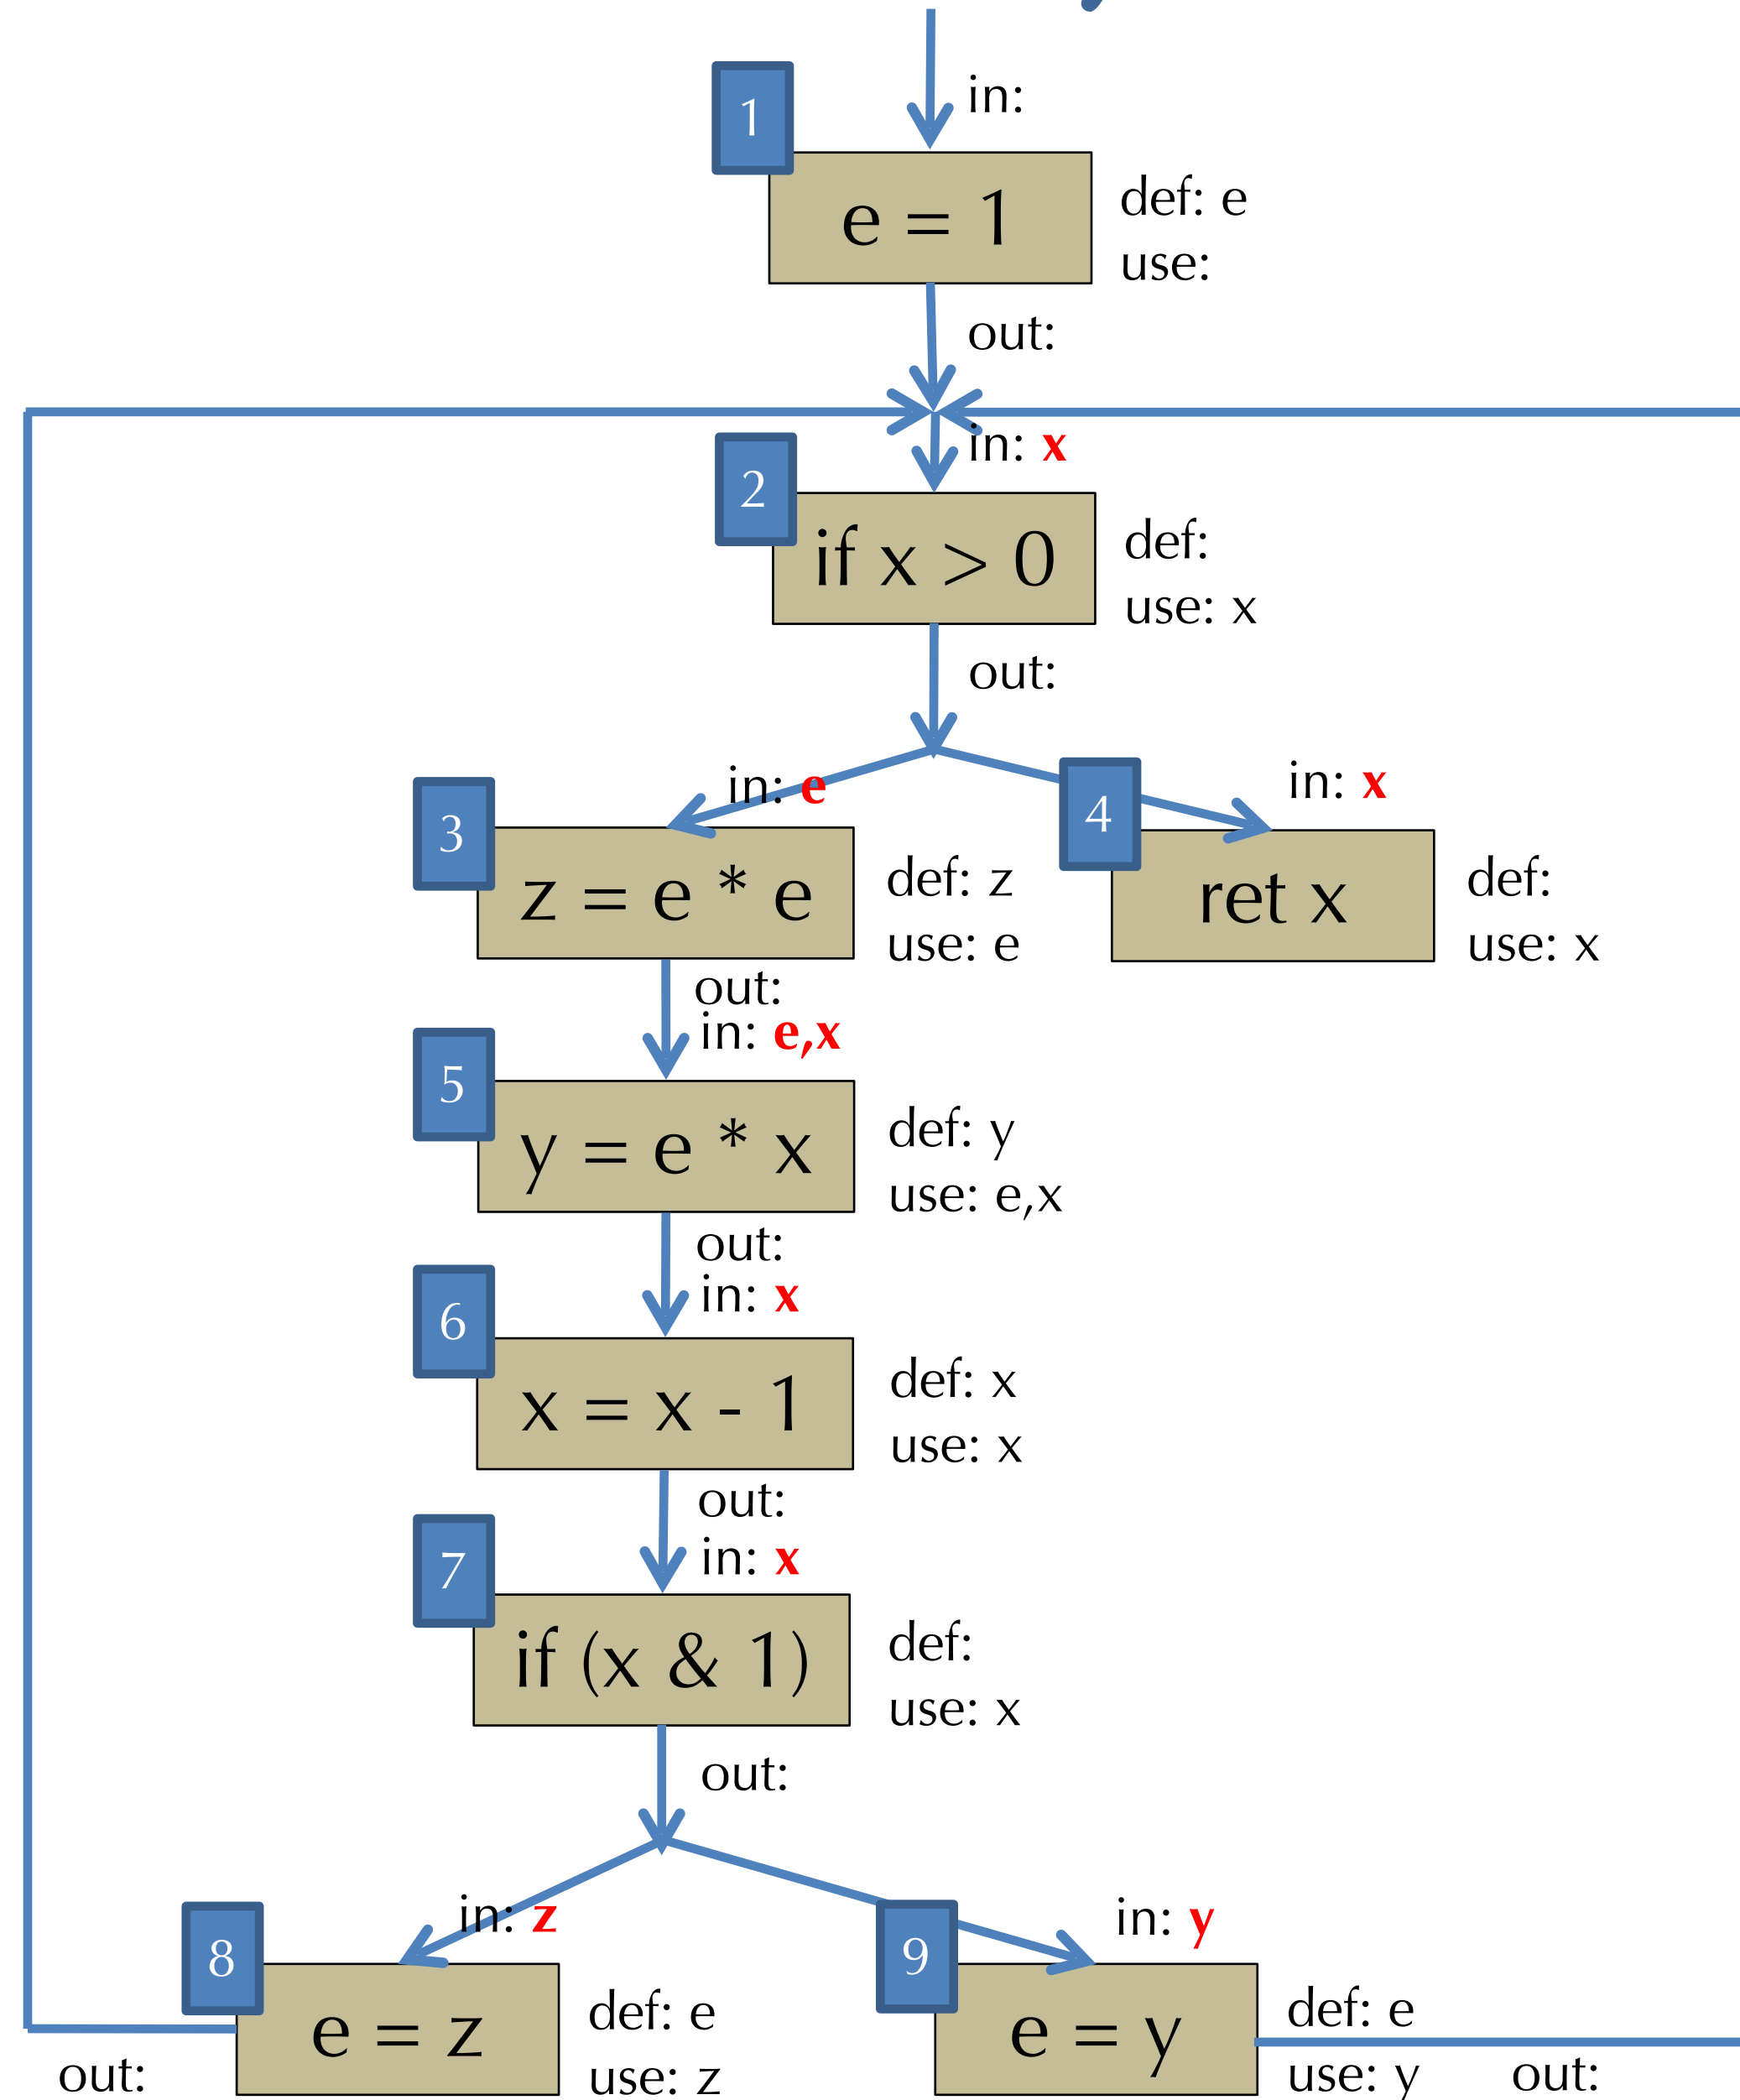 in:
1
e = 1
def: e
use:
out:
in: x
2
if x > 0
def:
use: x
out:
in: e
3
z = e * e
def: z
use: e
in: x
4
ret x
def:
use: x
out:
in: e,x
5
y = e * x
def: y
use: e,x
out:
in: x
6
x = x - 1
def: x
use: x
out:
in: x
7
if (x & 1)
def:
use: x
out:
in: z
8
e = z
def: e
use: z
out:
in: y
9
e = y
def: e
use: y
out: